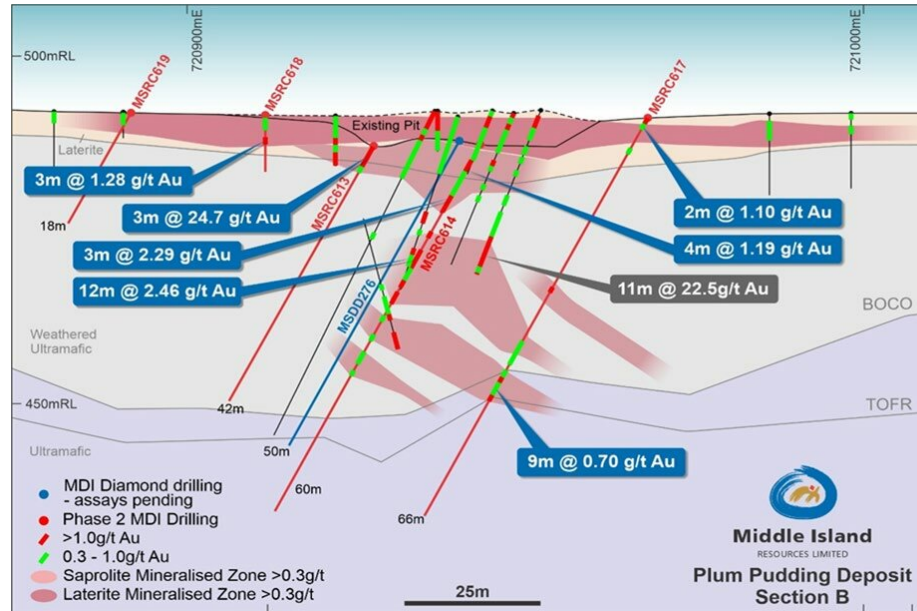 720900mE
721000mE
500mRL
MSRC619
MSRC618
MSRC617
Existing Pit
Laterite
3m @ 1.28 g/t Au
18m
3m @ 24.7 g/t Au
MSRC613
MSRC614
2m @ 1.10 g/t Au
3m @ 2.29 g/t Au
4m @ 1.19 g/t Au
12m @ 2.46 g/t Au
11m @ 22.5g/t Au
MSDD276
BOCO
Weathered
Ultramafic
450mRL
42m
TOFR
Ultramafic
50m
9m @ 0.70 g/t Au
60m
66m
MDI Diamond drilling
- assays pending
Phase 2 MDI Drilling
>1.0g/t Au
0.3 - 1.0g/t Au
Saprolite Mineralised Zone >0.3g/t
Laterite Mineralised Zone >0.3g/t
25m
Middle Island
RESOURCES LIMITED
Plum Pudding Deposit
Section B